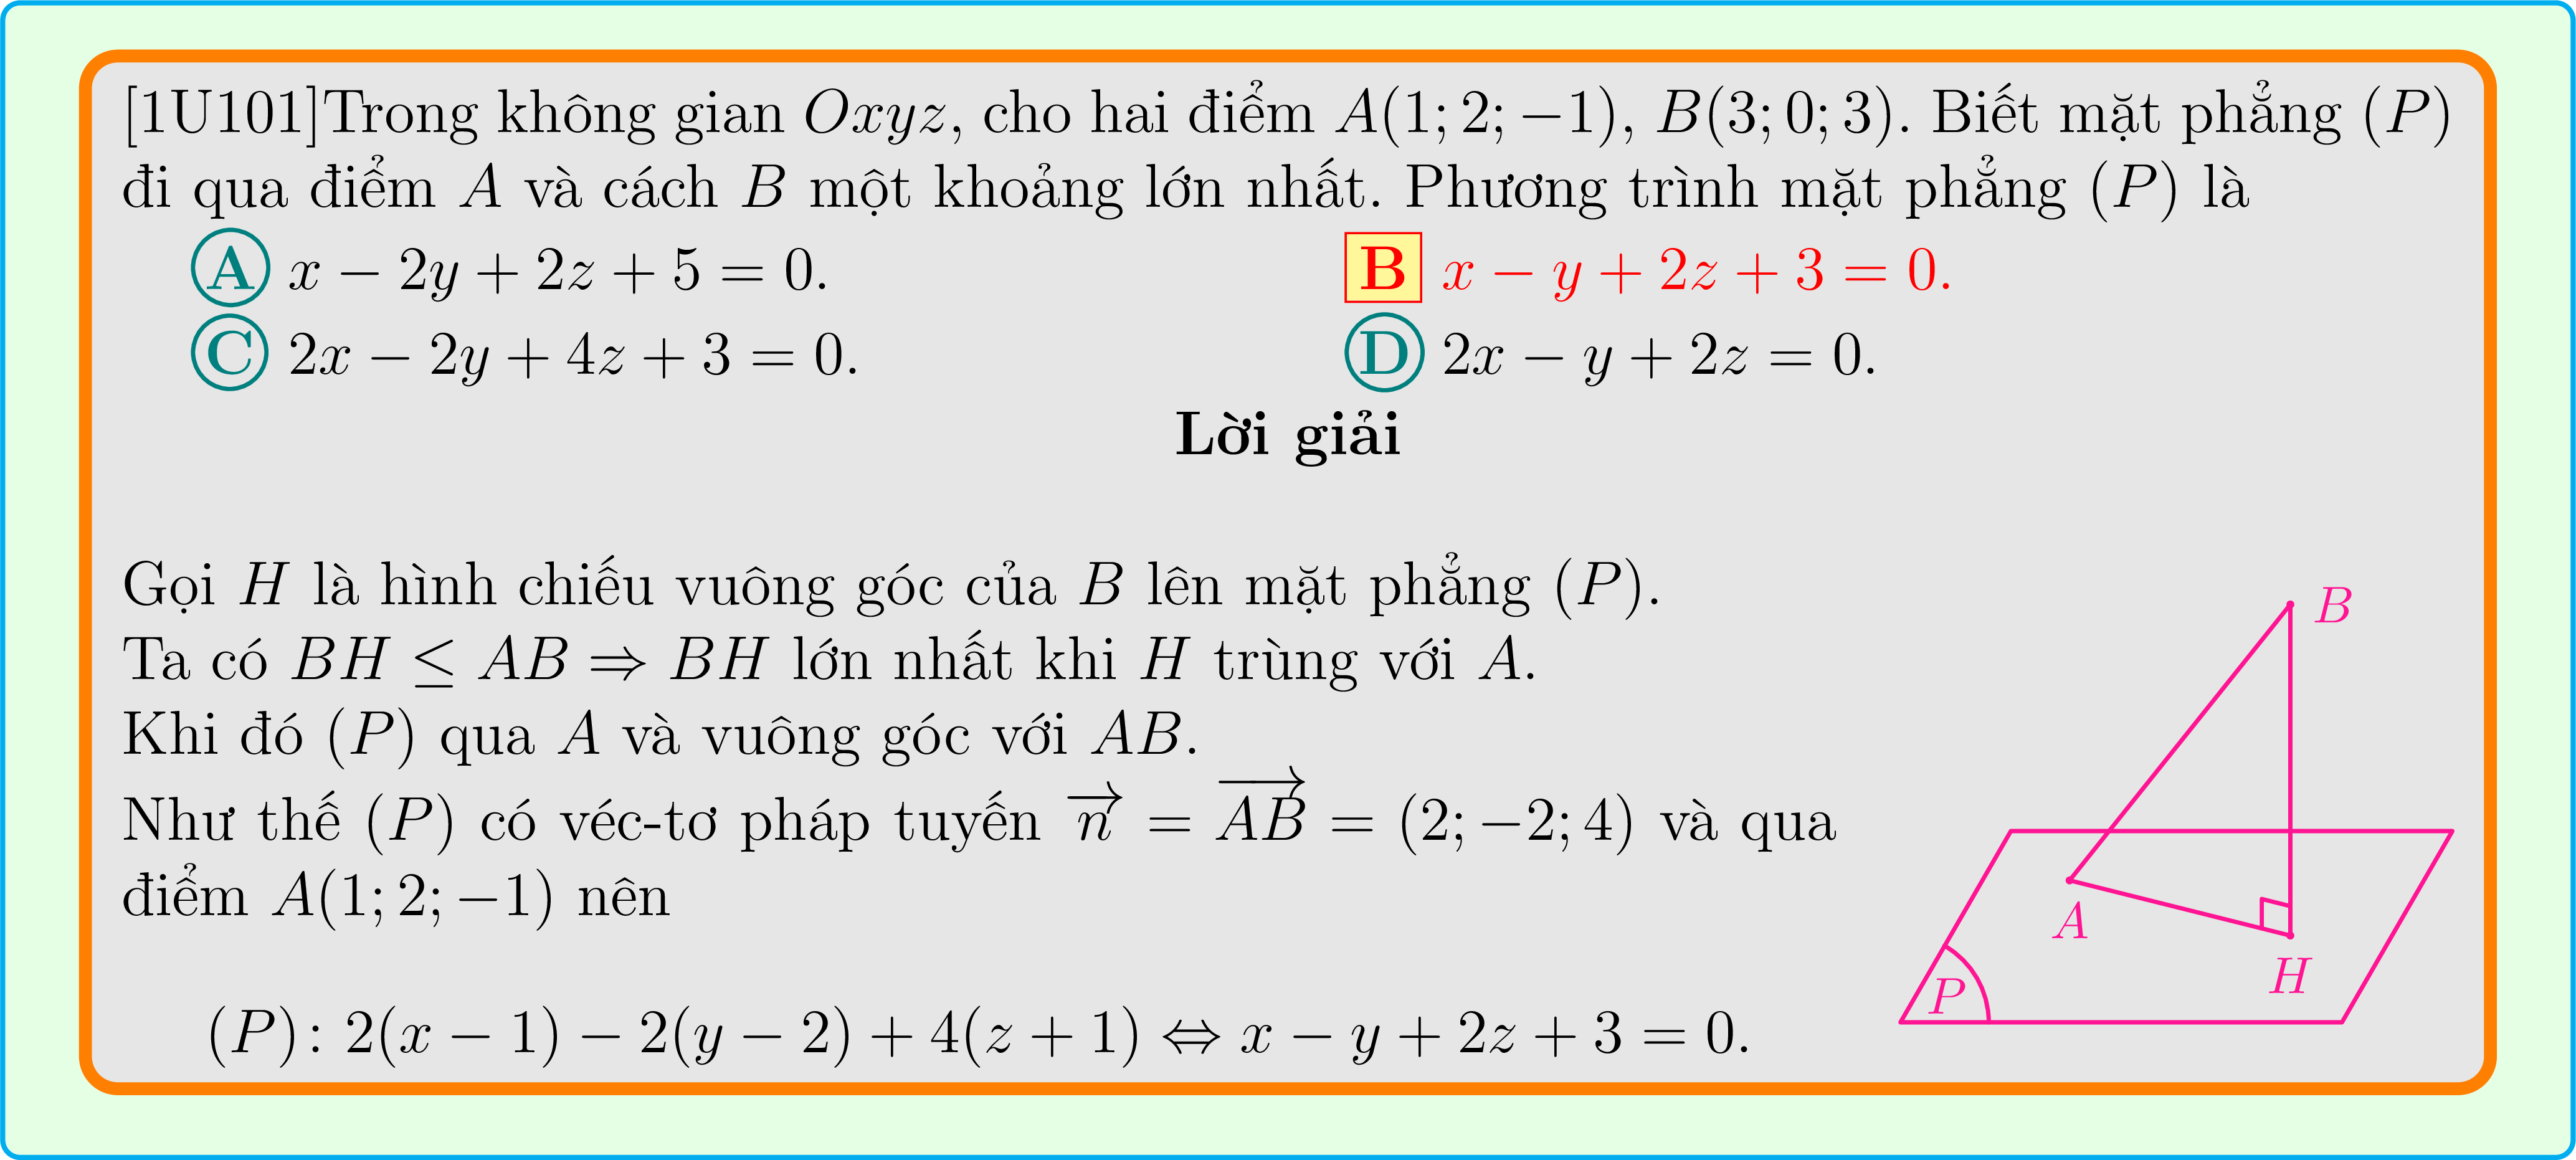 [1U101]Trong không gian Oxyz, cho hai điểm A(1; 2; −1), B(3; 0; 3). Biết mặt phẳng (P)
đi qua điểm A và cách B một khoảng lớn nhất. Phương trình mặt phẳng (P) là
A x − 2y + 2z + 5 = 0. B x − y + 2z + 3 = 0.
C 2x − 2y + 4z + 3 = 0. D 2x − y + 2z = 0.
Lời giải
Gọi H là hình chiếu vuông góc của B lên mặt phẳng (P).
Ta có BH ≤ AB ⇒ BH lớn nhất khi H trùng với A.
Khi đó (P) qua A và vuông góc với AB.
Như thế (P) có véc-tơ pháp tuyến \overrightarrow{n} = \overrightarrow{AB} = (2; −2; 4) và qua
điểm A(1; 2; −1) nên
(P): 2(x − 1) − 2(y − 2) + 4(z + 1) ⇔ x − y + 2z + 3 = 0.
B
A
H
P